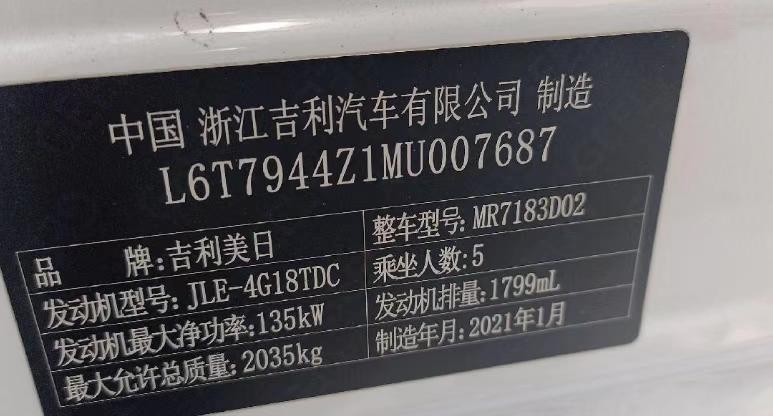 中国 浙江吉利汽车有限公司 制造
L6T7944Z1MU007687
品 牌:吉利美日 整车型号: MR7183D02
发动机型号: JLE-4G18TDC 乘坐人数:5
发动机最大净功率:135kW 发动机排量:1799mL
最大允许总质量: 2035kg 制造年月: 2021年1月